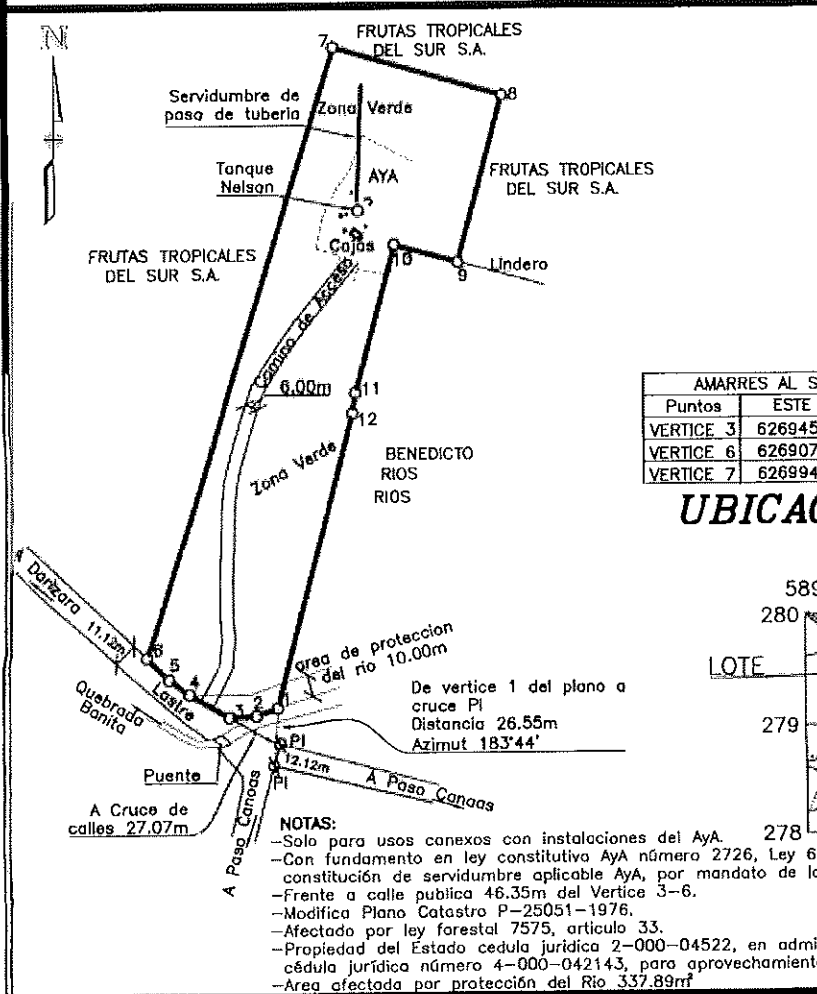 N
7
FRUTAS TROPICALES
DEL SUR S.A.
8
Servidumbre de
paso de tuberia
Zona Verde
Tanque
Nelson
AYA
FRUTAS TROPICALES
DEL SUR S.A.
FRUTAS TROPICALES
DEL SUR S.A.
Cajas
10
9
Lindero
Camino de Acceso
6.00m
11
12
Zona Verde
BENEDICTO
RIOS
RIOS
AMARRES AL S
Puntos ESTE
VERTICE 3 626945
VERTICE 6 626907
VERTICE 7 626994
UBICAC
589
280
LOTE
279
278
A Darizara
11.12m
6
5
4
3
2
1
Lastre
area de proteccion
del rio 10.00m
Quebrada
Bonita
De vertice 1 del plano a
cruce PI
Distancia 26.55m
Azimut 183°44'
PI
12.12m
PI
A Paso Canoas
Puente
A Cruce de
calles 27.07m
A Paso Canoas
NOTAS:
-Solo para usos conexos con instalaciones del AyA.
-Con fundamento en ley constitutiva AyA número 2726, Ley 6
constitución de servidumbre aplicable AyA, por mandato de l
-Frente a calle publica 46.35m del Vertice 3-6.
-Modifica Plano Catastro P-25051-1976.
-Afectado por ley forestal 7575, articulo 33.
-Propiedad del Estado cedula juridica 2-000-04522, en admi
cédula jurídica número 4-000-042143, para aprovechamient
-Area afectada por protección del Rio 337.89m²